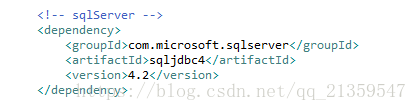 <!-- sqlServer -->
<dependency>
<groupId>com.microsoft.sqlserver</groupId>
<artifactId>sqljdbc4</artifactId>
<version>4.2</version>
</dependency>
https://blog.csdn.net/qq_21359547